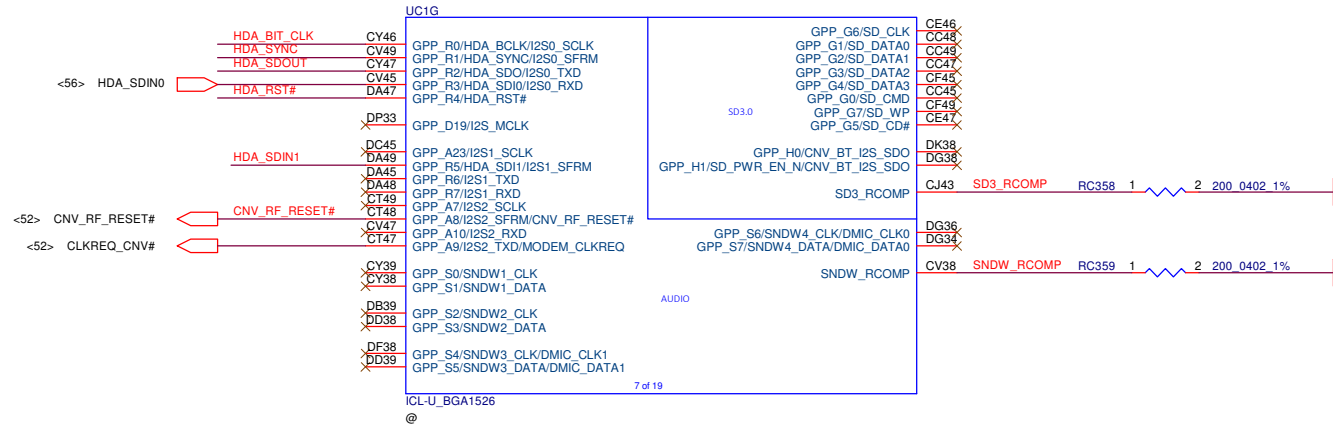 UC1G
HDA_BIT_CLK CY46 GPP_R0/HDA_BCLK/I2S0_SCLK
HDA_SYNC CV49 GPP_R1/HDA_SYNC/I2S0_SFRM
HDA_SDOUT CY47 GPP_R2/HDA_SDO/I2S0_TXD
<56> HDA_SDIN0 CV45 GPP_R3/HDA_SDI0/I2S0_RXD
HDA_RST# DA47 GPP_R4/HDA_RST#
DP33 GPP_D19/I2S_MCLK
DC45 GPP_A23/I2S1_SCLK
HDA_SDIN1 DA49 GPP_R5/HDA_SDI1/I2S1_SFRM
DA45 GPP_R6/I2S1_TXD
DA48 GPP_R7/I2S1_RXD
CT49 GPP_A7/I2S2_SCLK
<52> CNV_RF_RESET# CNV_RF_RESET# CT48 GPP_A8/I2S2_SFRM/CNV_RF_RESET#
CV47 GPP_A10/I2S2_RXD
<52> CLKREQ_CNV# CT47 GPP_A9/I2S2_TXD/MODEM_CLKREQ
CY39 GPP_S0/SNDW1_CLK
CY38 GPP_S1/SNDW1_DATA
DB39 GPP_S2/SNDW2_CLK
DD38 GPP_S3/SNDW2_DATA
DF38 GPP_S4/SNDW3_CLK/DMIC_CLK1
DD39 GPP_S5/SNDW3_DATA/DMIC_DATA1
GPP_G6/SD_CLK CE46
GPP_G1/SD_DATA0 CC48
GPP_G2/SD_DATA1 CC49
GPP_G3/SD_DATA2 CC47
GPP_G4/SD_DATA3 CF45
GPP_G0/SD_CMD CC45
GPP_G7/SD_WP CF49
GPP_G5/SD_CD# CE47
SD3.0
GPP_H0/CNV_BT_I2S_SDO DK38
GPP_H1/SD_PWR_EN_N/CNV_BT_I2S_SDO DG38
SD3_RCOMP CJ43 SD3_RCOMP RC358 1 2 200_0402_1%
GPP_S6/SNDW4_CLK/DMIC_CLK0 DG36
GPP_S7/SNDW4_DATA/DMIC_DATA0 DG34
SNDW_RCOMP CV38 SNDW_RCOMP RC359 1 2 200_0402_1%
AUDIO
7 of 19
ICL-U_BGA1526
@